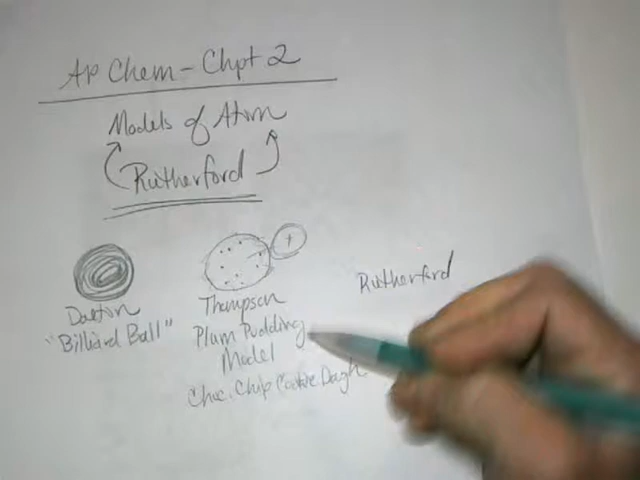 AP Chem - Chpt 2
Models of Atom
Rutherford
+
Dalton
"Billiard Ball"
Thompson
Plum Pudding
Model
Choc. Chip Cookie Dough
Rutherford